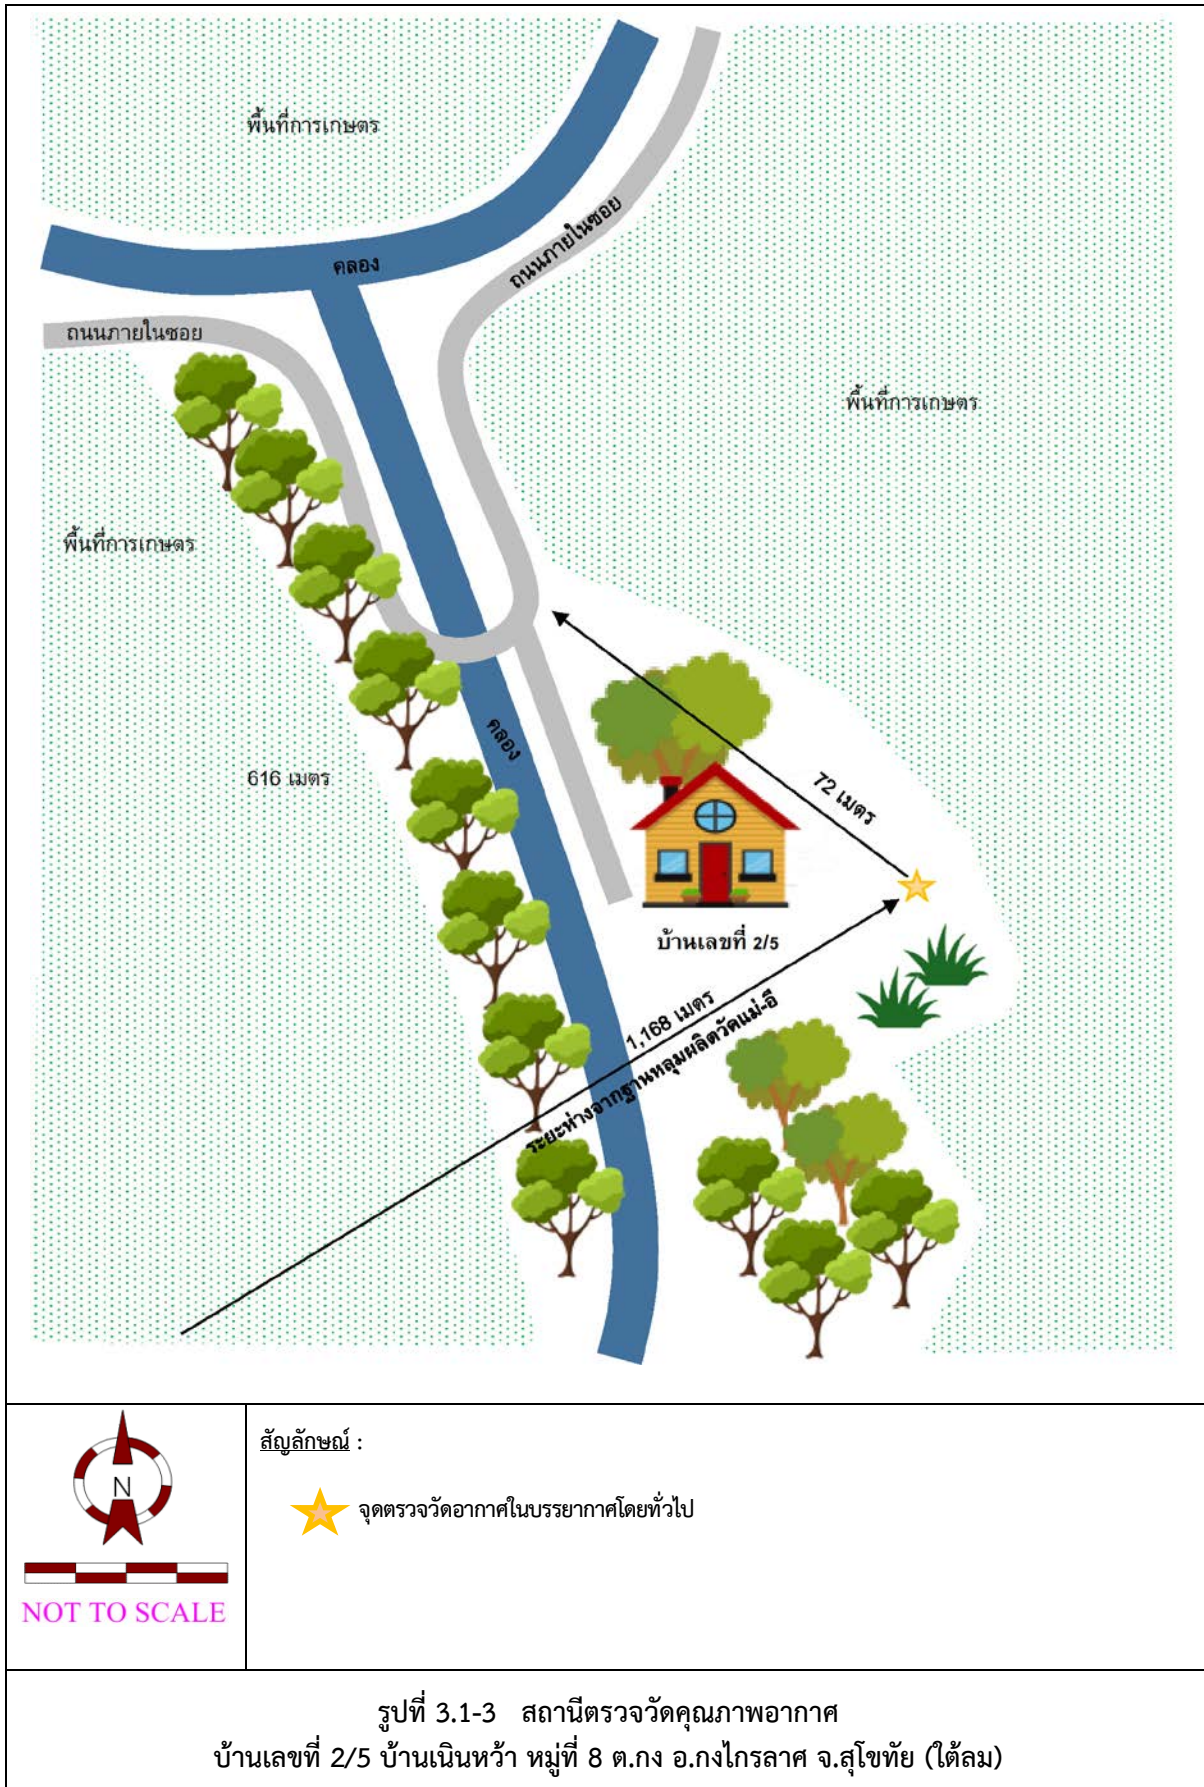 พื้นที่การเกษตร
ถนนภายในซอย
คลอง
ถนนภายในซอย
พื้นที่การเกษตร
พื้นที่การเกษตร
คลอง
616 เมตร
72 เมตร
บ้านเลขที่ 2/5
1,168 เมตร
ระยะห่างจากฐานหลุมผลิตวัดแม่-อี
N
NOT TO SCALE
สัญลักษณ์ :
จุดตรวจวัดอากาศในบรรยากาศโดยทั่วไป
รูปที่ 3.1-3 สถานีตรวจวัดคุณภาพอากาศ
บ้านเลขที่ 2/5 บ้านเนินหว้า หมู่ที่ 8 ต.กง อ.กงไกรลาศ จ.สุโขทัย (ใต้ลม)